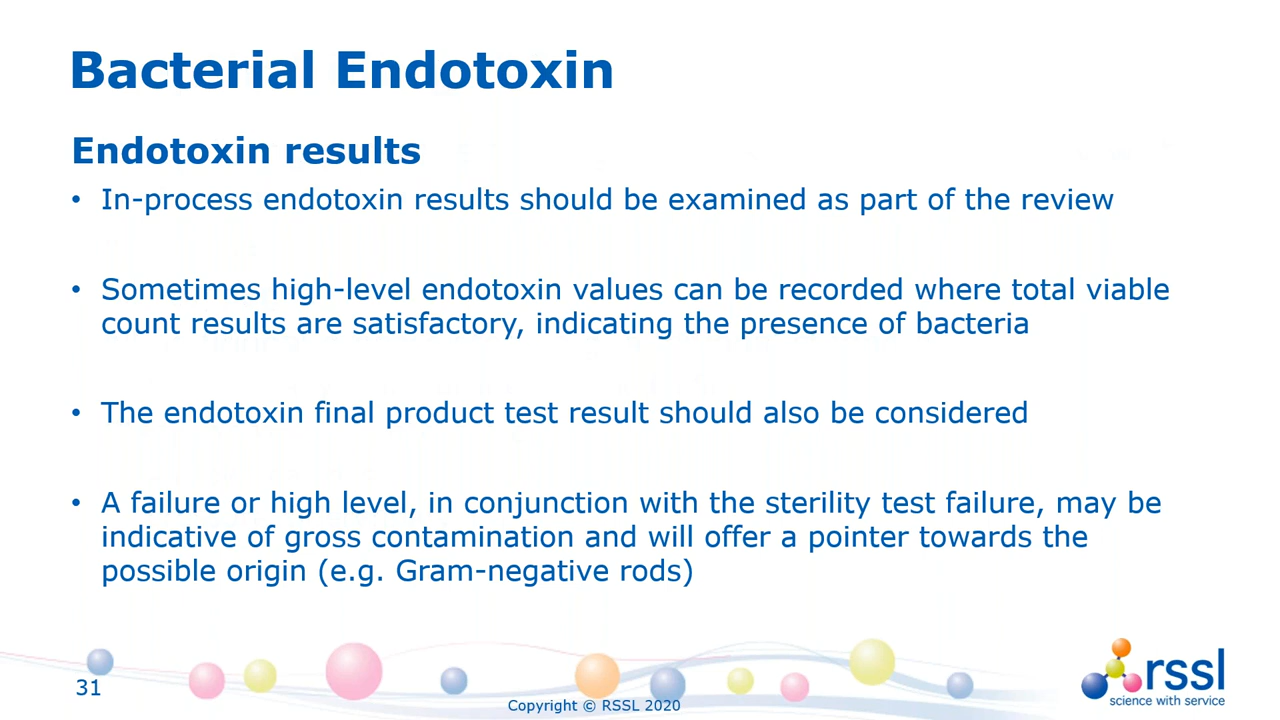 Bacterial Endotoxin
Endotoxin results
• In-process endotoxin results should be examined as part of the review
• Sometimes high-level endotoxin values can be recorded where total viable
count results are satisfactory, indicating the presence of bacteria
• The endotoxin final product test result should also be considered
• A failure or high level, in conjunction with the sterility test failure, may be
indicative of gross contamination and will offer a pointer towards the
possible origin (e.g. Gram-negative rods)
31
Copyright © RSSL 2020
rssl
science with service